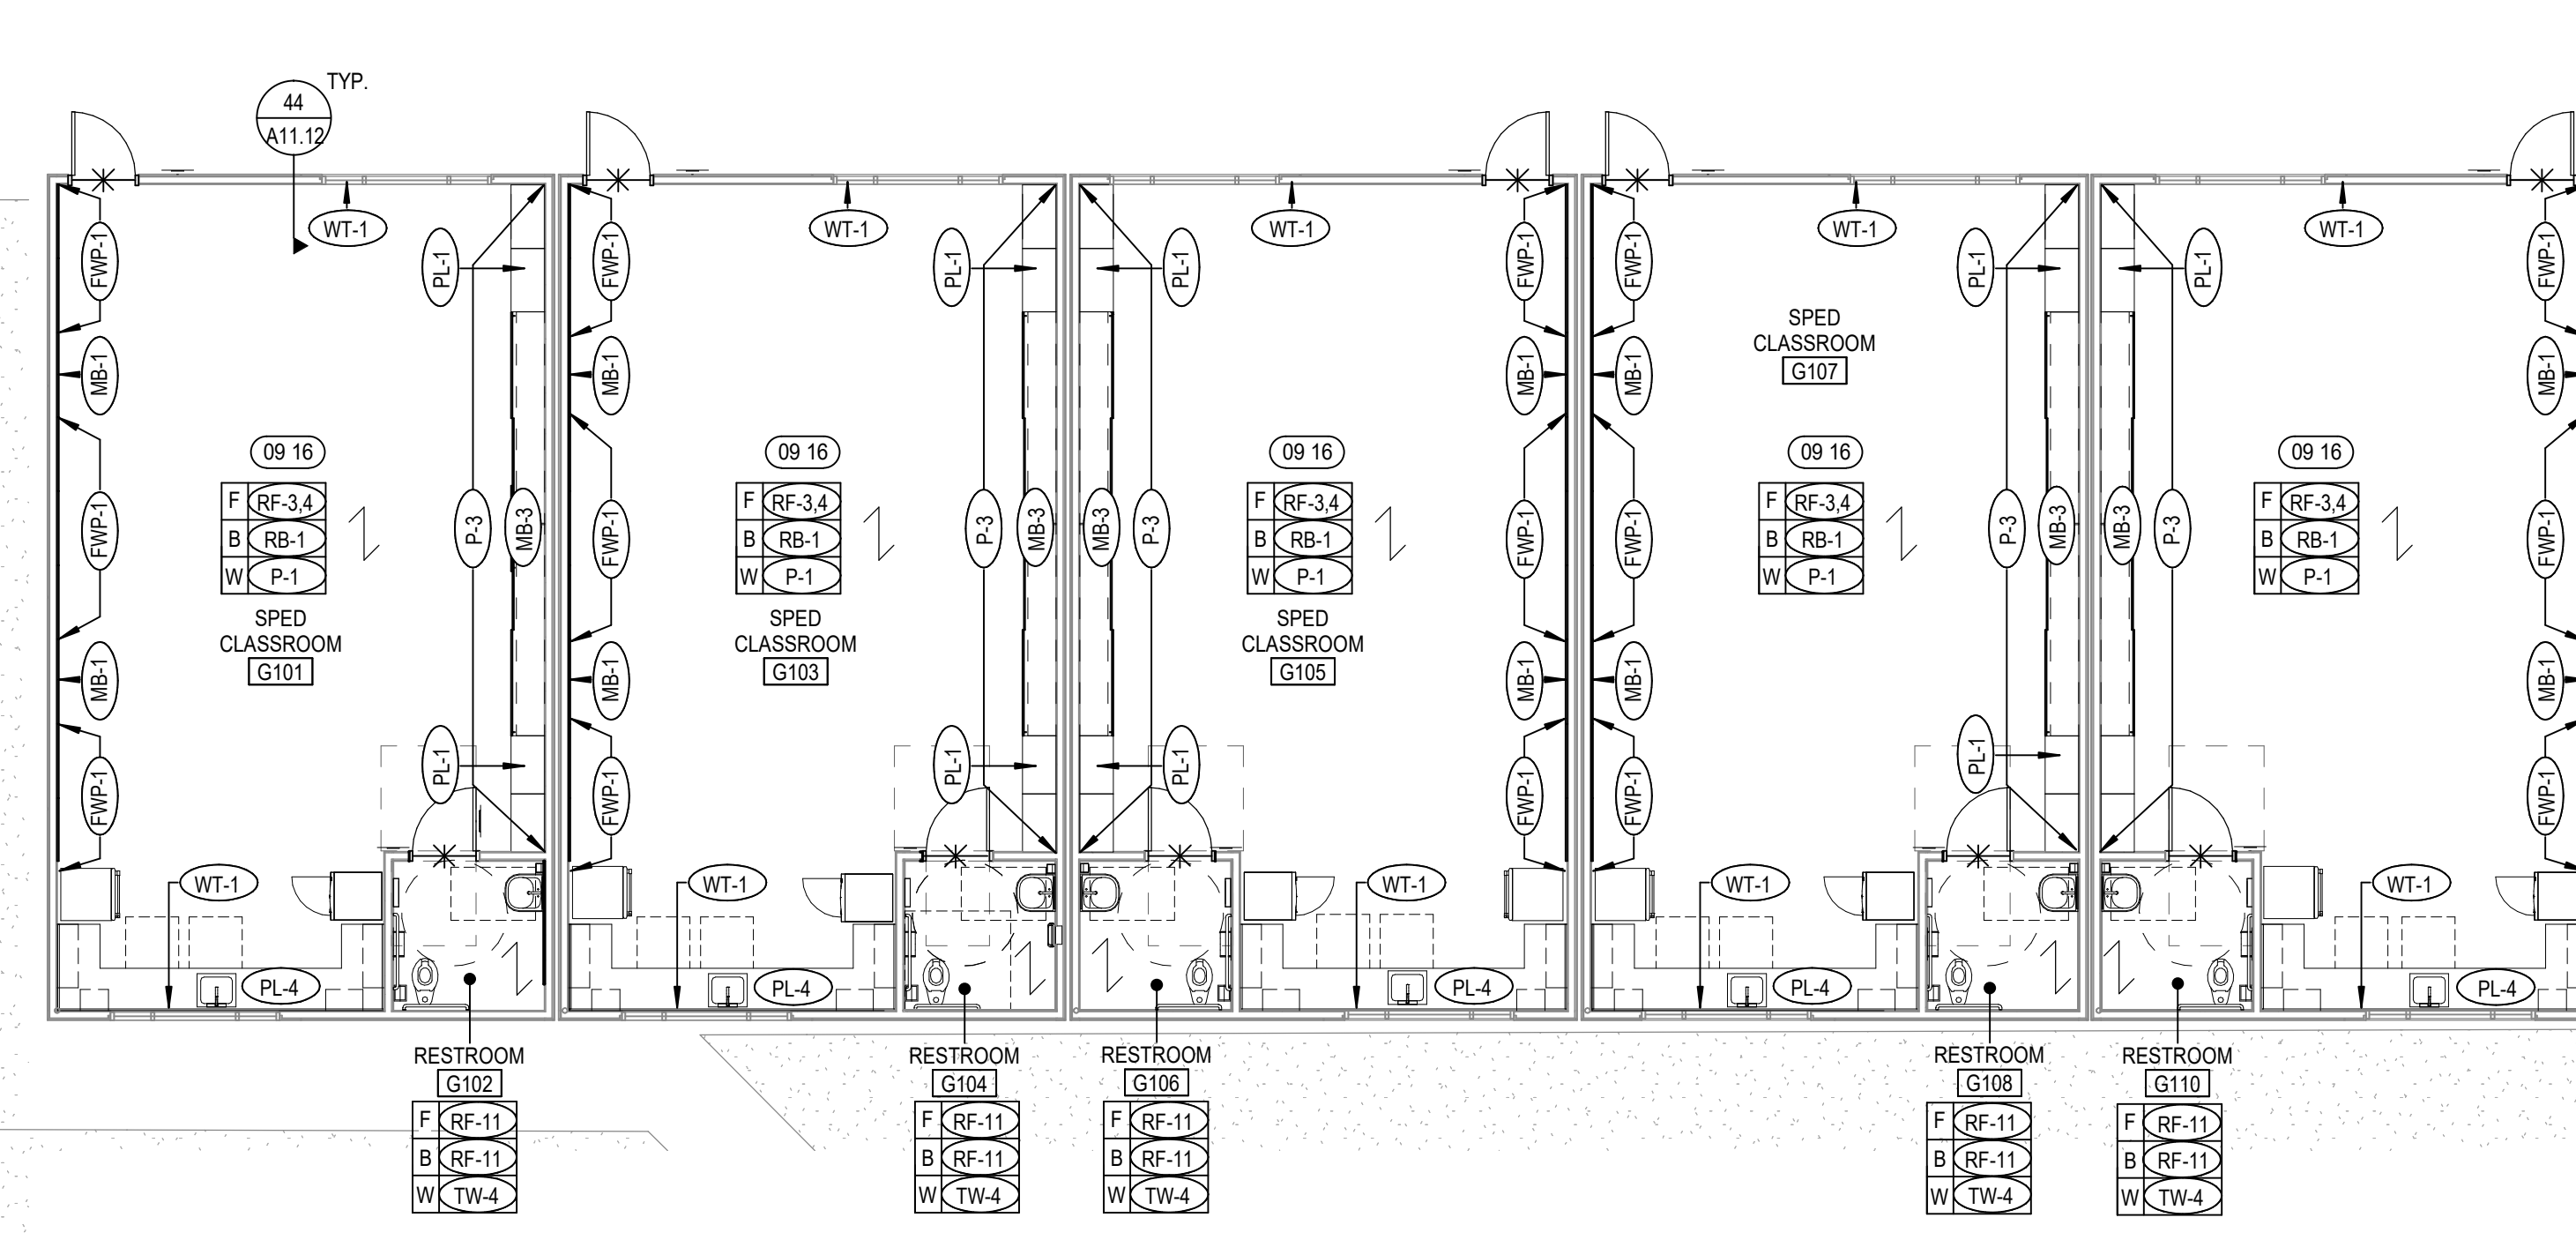 TYP.
44
A11.12
WT-1
WT-1
WT-1
WT-1
WT-1
FWP-1
PL-1
FWP-1
PL-1
PL-1
FWP-1
FWP-1
PL-1
PL-1
FWP-1
SPED
CLASSROOM
G107
MB-1
MB-1
MB-1
MB-1
MB-1
09 16
09 16
09 16
09 16
09 16
F RF-3,4
B RB-1
W P-1
F RF-3,4
B RB-1
W P-1
F RF-3,4
B RB-1
W P-1
F RF-3,4
B RB-1
W P-1
F RF-3,4
B RB-1
W P-1
FWP-1
P-3
MB-3
FWP-1
P-3
MB-3
MB-3
P-3
FWP-1
FWP-1
P-3
MB-3
MB-3
P-3
FWP-1
SPED
CLASSROOM
G101
SPED
CLASSROOM
G103
SPED
CLASSROOM
G105
MB-1
MB-1
MB-1
MB-1
MB-1
PL-1
PL-1
PL-1
PL-1
FWP-1
FWP-1
FWP-1
FWP-1
FWP-1
WT-1
WT-1
WT-1
WT-1
WT-1
PL-4
PL-4
PL-4
PL-4
PL-4
RESTROOM
G102
F RF-11
B RF-11
W TW-4
RESTROOM
G104
F RF-11
B RF-11
W TW-4
RESTROOM
G106
F RF-11
B RF-11
W TW-4
RESTROOM
G108
F RF-11
B RF-11
W TW-4
RESTROOM
G110
F RF-11
B RF-11
W TW-4